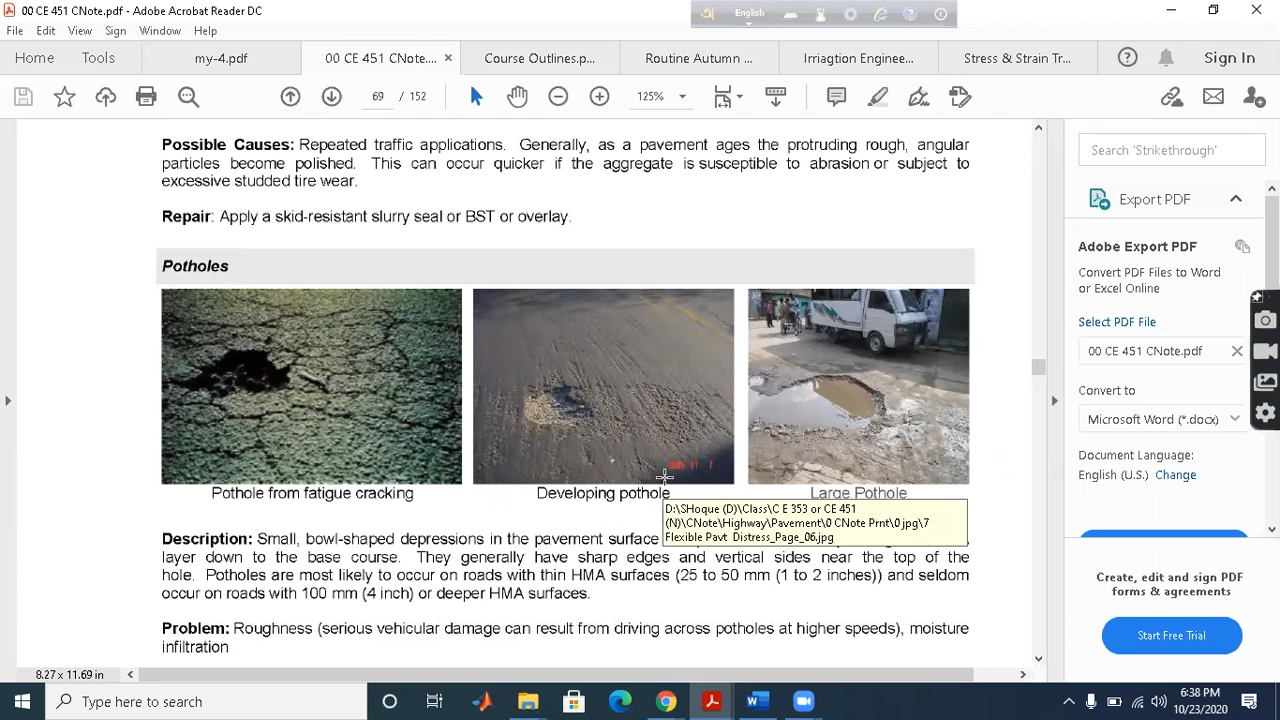 00 CE 451 CNote.pdf - Adobe Acrobat Reader DC
English
File Edit View Sign Window Help
Home Tools my-4.pdf 00 CE 451 CNote.... × Course Outlines.p... Routine Autumn ... Irriagtion Enginee... Stress & Strain Tr... Sign In
69 / 152 125%
Possible Causes: Repeated traffic applications. Generally, as a pavement ages the protruding rough, angular
particles become polished. This can occur quicker if the aggregate is susceptible to abrasion or subject to
excessive studded tire wear.
Repair: Apply a skid-resistant slurry seal or BST or overlay.
Potholes
Pothole from fatigue cracking Developing pothole Large Pothole
D:\SHoque (D)\Class\C E 353 or CE 451
(N)\CNote\Highway\Pavement\0 CNote Prnt\0.jpg\7
Flexible Pavt Distress_Page_06.jpg
Description: Small, bowl-shaped depressions in the pavement surface
layer down to the base course. They generally have sharp edges and vertical sides near the top of the
hole. Potholes are most likely to occur on roads with thin HMA surfaces (25 to 50 mm (1 to 2 inches)) and seldom
occur on roads with 100 mm (4 inch) or deeper HMA surfaces.
Problem: Roughness (serious vehicular damage can result from driving across potholes at higher speeds), moisture
infiltration
8.27 x 11.69 in
Search 'Strikethrough'
Export PDF
Adobe Export PDF
Convert PDF Files to Word
or Excel Online
Select PDF File
00 CE 451 CNote.pdf
Convert to
Microsoft Word (*.docx)
Document Language:
English (U.S.) Change
Create, edit and sign PDF
forms & agreements
Start Free Trial
Type here to search
6:38 PM
10/23/2020